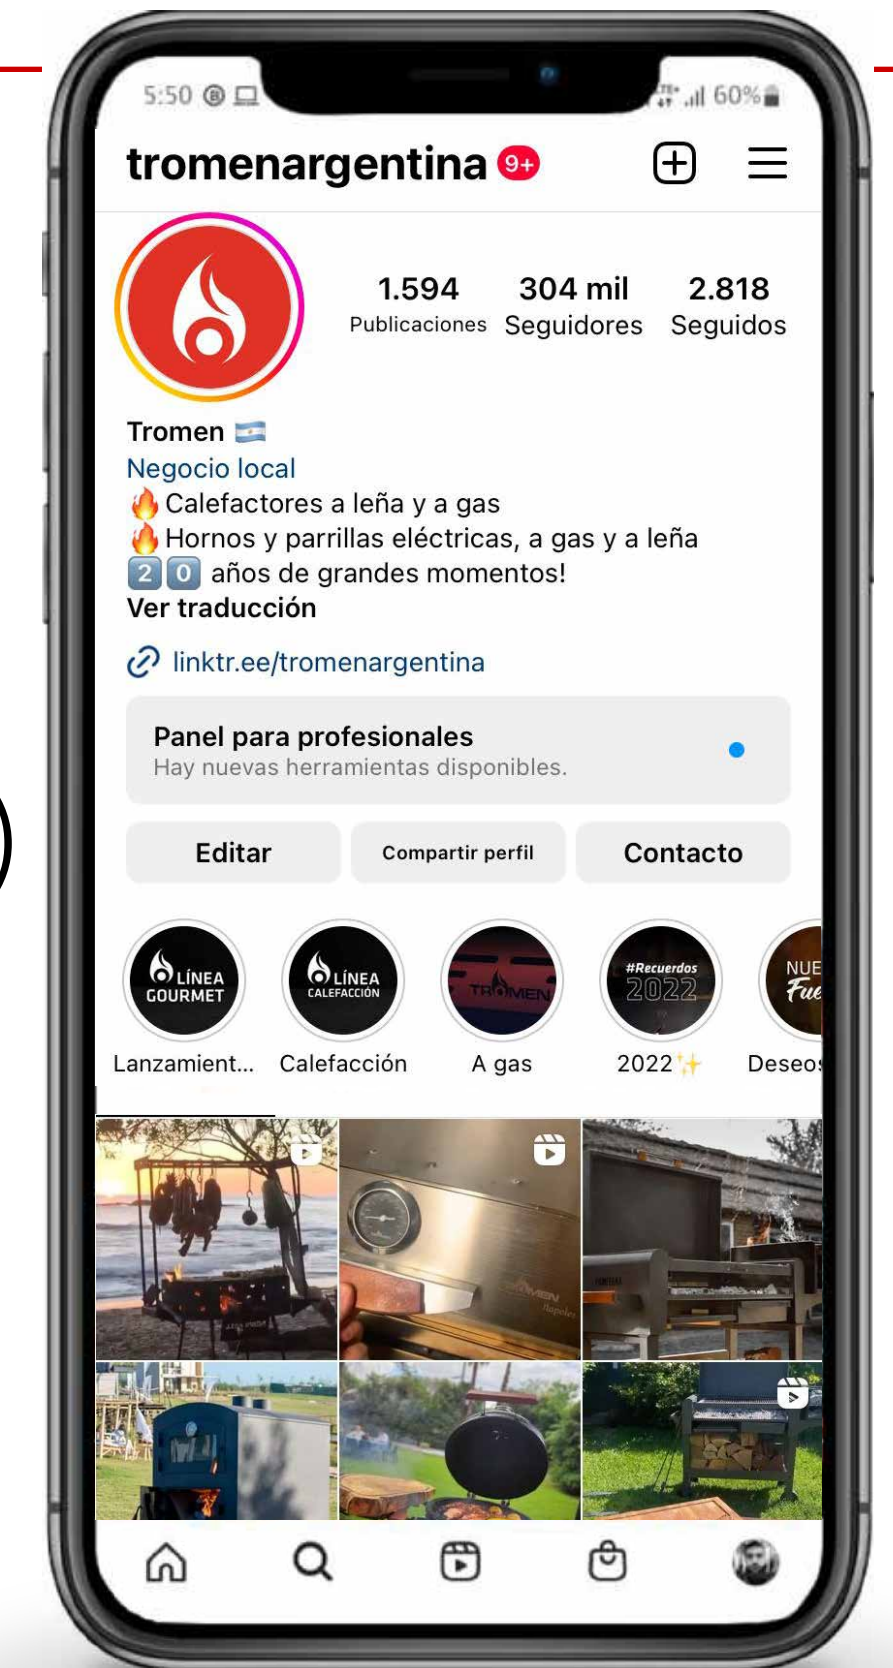 5:50
60%
tromenargentina 9+
1.594 304 mil 2.818
Publicaciones Seguidores Seguidos
Tromen 🇦🇷
Negocio local
🔥Calefactores a leña y a gas
🔥Hornos y parrillas eléctricas, a gas y a leña
2️⃣0️⃣ años de grandes momentos!
Ver traducción
linktr.ee/tromenargentina
Panel para profesionales
Hay nuevas herramientas disponibles.
Editar Compartir perfil Contacto
LÍNEA
GOURMET
LÍNEA
CALEFACCIÓN
TROMEN
#Recuerdos
2022
NUE
Fue
Lanzamient... Calefacción A gas 2022✨ Deseos
TROMEN
Napoles
)